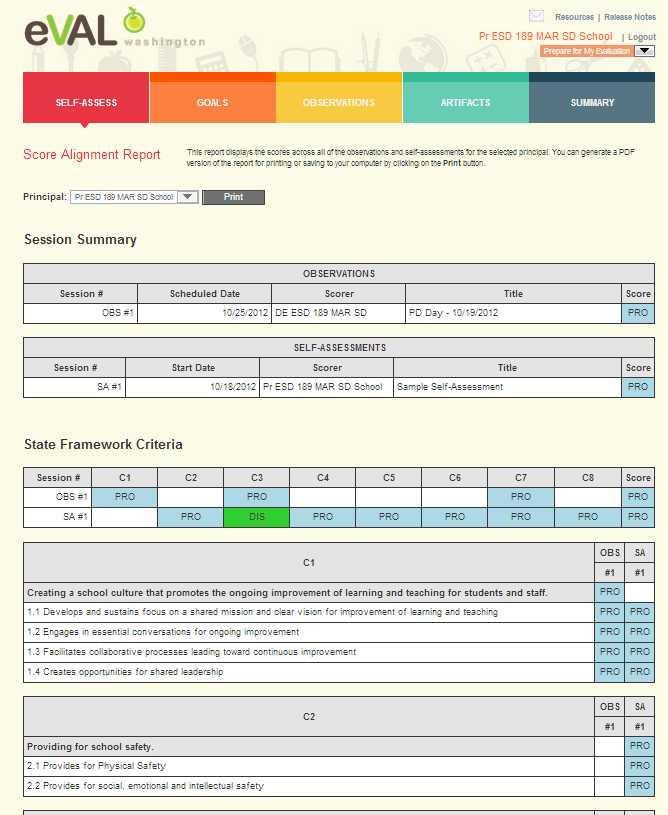 eVAL washington
Resources | Release Notes
Pr ESD 189 MAR SD School | Logout
Prepare for My Evaluation
SELF-ASSESS GOALS OBSERVATIONS ARTIFACTS SUMMARY
Score Alignment Report
This report displays the scores across all of the observations and self-assessments for the selected principal. You can generate a PDF
version of the report for printing or saving to your computer by clicking on the Print button.
Principal: Pr ESD 189 MAR SD School Print
Session Summary
OBSERVATIONS
Session # Scheduled Date Scorer Title Score
OBS #1 10/25/2012 DE ESD 189 MAR SD PD Day - 10/19/2012 PRO
SELF-ASSESSMENTS
Session # Start Date Scorer Title Score
SA #1 10/18/2012 Pr ESD 189 MAR SD School Sample Self-Assessment PRO
State Framework Criteria
Session # C1 C2 C3 C4 C5 C6 C7 C8 Score
OBS #1 PRO PRO PRO PRO
SA #1 PRO DIS PRO PRO PRO PRO PRO PRO
C1 OBS SA
#1 #1
Creating a school culture that promotes the ongoing improvement of learning and teaching for students and staff. PRO
1.1 Develops and sustains focus on a shared mission and clear vision for improvement of learning and teaching PRO PRO
1.2 Engages in essential conversations for ongoing improvement PRO PRO
1.3 Facilitates collaborative processes leading toward continuous improvement PRO PRO
1.4 Creates opportunities for shared leadership PRO PRO
C2 OBS SA
#1 #1
Providing for school safety. PRO
2.1 Provides for Physical Safety PRO
2.2 Provides for social, emotional and intellectual safety PRO